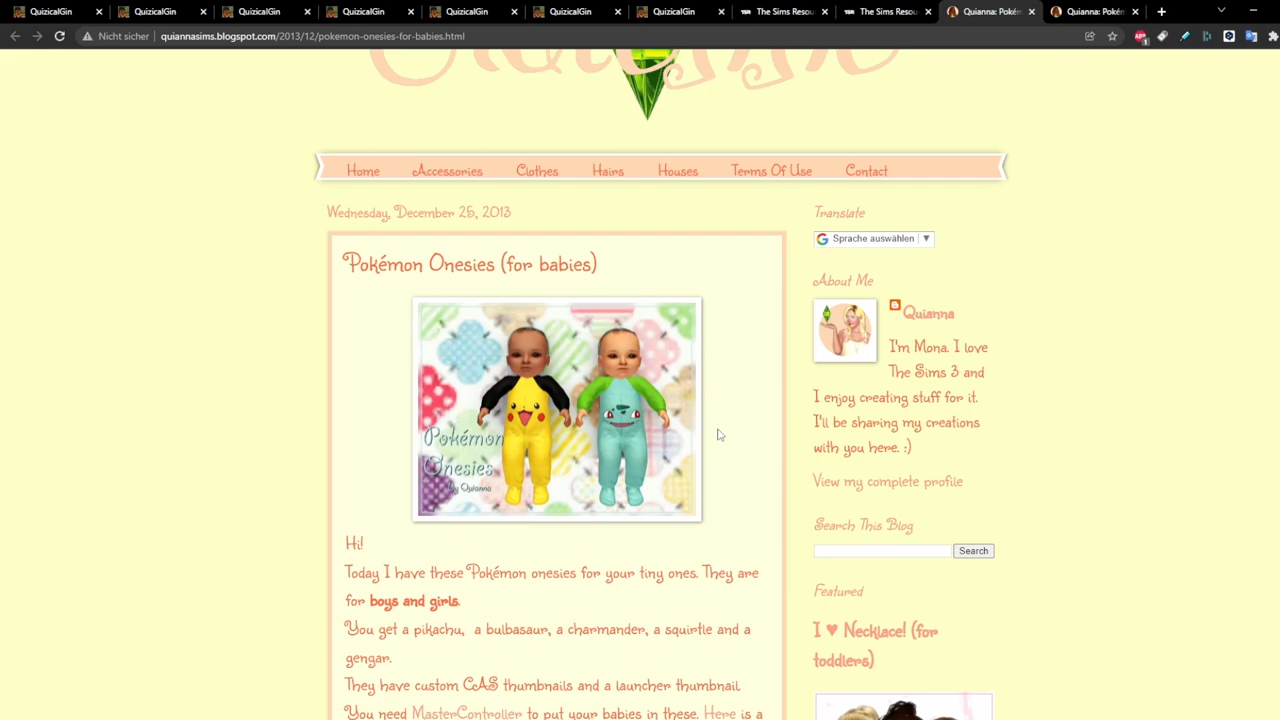 QuizicalGin
QuizicalGin
QuizicalGin
QuizicalGin
QuizicalGin
QuizicalGin
QuizicalGin
The Sims Resou
The Sims Resou
Quianna: Poké
Quianna: Pokén
Nicht sicher | quiannasims.blogspot.com/2013/12/pokemon-onesies-for-babies.html
Home Accessories Clothes Hairs Houses Terms Of Use Contact
Wednesday, December 25, 2013
Pokémon Onesies (for babies)
Pokémon
Onesies
by Quianna
Hi!
Today I have these Pokémon onesies for your tiny ones. They are
for boys and girls.
You get a pikachu, a bulbasaur, a charmander, a squirtle and a
gengar.
They have custom CAS thumbnails and a launcher thumbnail.
You need MasterController to put your babies in these. Here is a
Translate
Sprache auswählen ▼
About Me
Quianna
I'm Mona. I love
The Sims 3 and
I enjoy creating stuff for it.
I'll be sharing my creations
with you here. :)
View my complete profile
Search This Blog
Search
Featured
I ♥ Necklace! (for
toddlers)